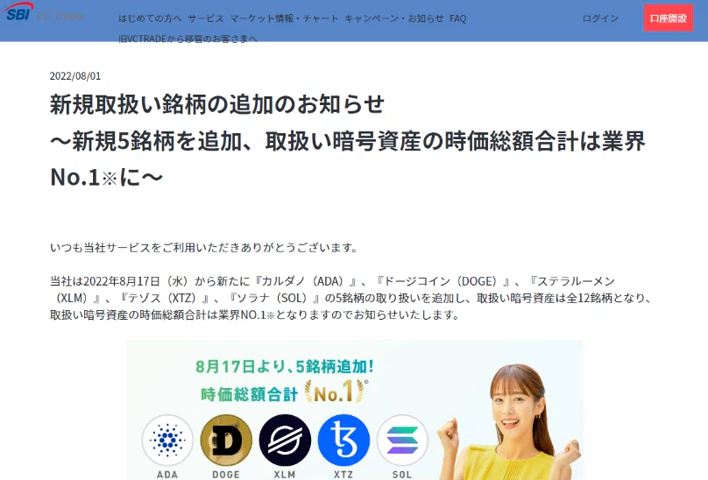 SBI VCTRADE
はじめての方へ サービス マーケット情報・チャート キャンペーン・お知らせ FAQ
ログイン
口座開設
旧VCTRADEから移管のお客さまへ
2022/08/01
新規取扱い銘柄の追加のお知らせ
～新規5銘柄を追加、取扱い暗号資産の時価総額合計は業界
No.1※に～
いつも当社サービスをご利用いただきありがとうございます。
当社は2022年8月17日（水）から新たに『カルダノ（ADA）』、『ドージコイン（DOGE）』、『ステラルーメン
（XLM）』、『テゾス（XTZ）』、『ソラナ（SOL）』の5銘柄の取り扱いを追加し、取扱い暗号資産は全12銘柄となり、
取扱い暗号資産の時価総額合計は業界NO.1※となりますのでお知らせいたします。
8月17日より、5銘柄追加!
時価総額合計 No.1※
D
ADA DOGE XLM XTZ SOL